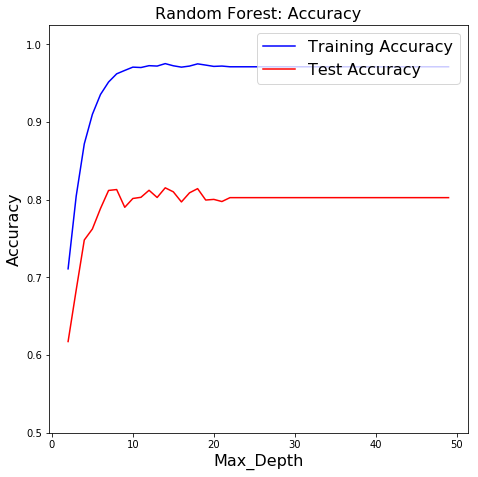 Random Forest: Accuracy
Training Accuracy
Test Accuracy
1.0
0.9
0.8
0.7
0.6
0.5
Accuracy
0 10 20 30 40 50
Max_Depth